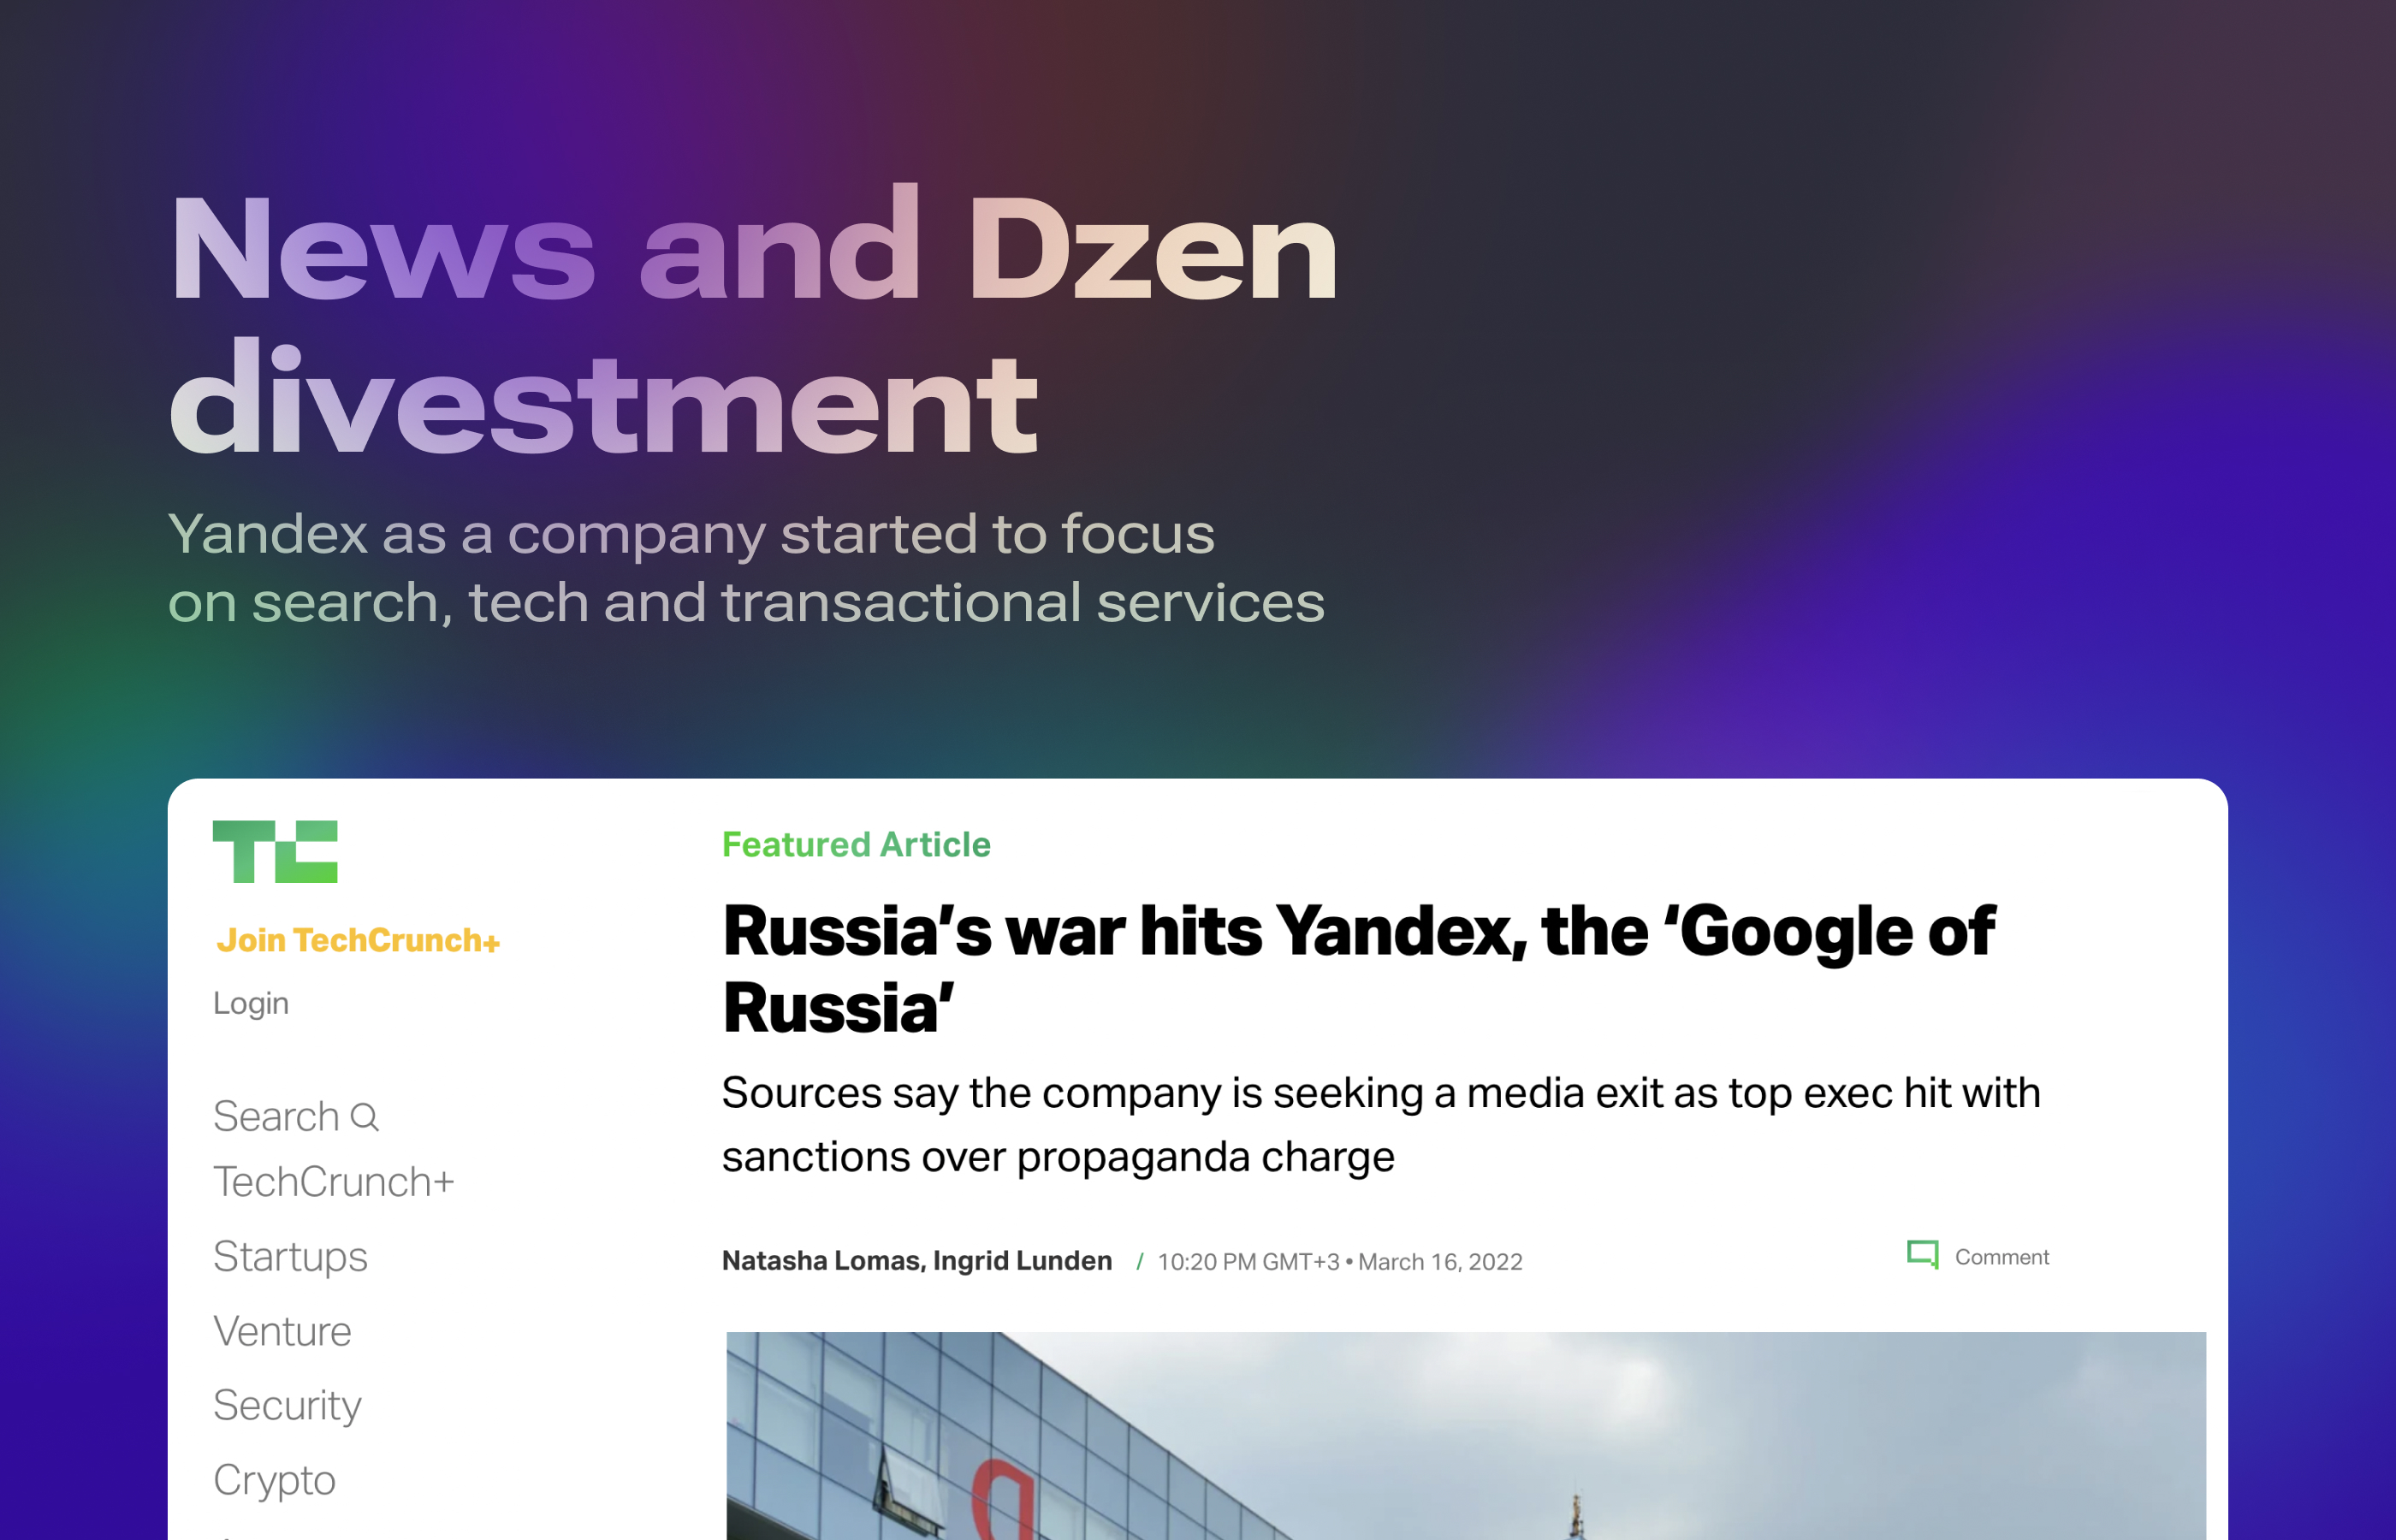 News and Dzen
divestment
Yandex as a company started to focus
on search, tech and transactional services
TC
Join TechCrunch+
Login
Search
TechCrunch+
Startups
Venture
Security
Crypto
Featured Article
Russia’s war hits Yandex, the ‘Google of
Russia’
Sources say the company is seeking a media exit as top exec hit with
sanctions over propaganda charge
Natasha Lomas, Ingrid Lunden / 10:20 PM GMT+3 • March 16, 2022
Comment